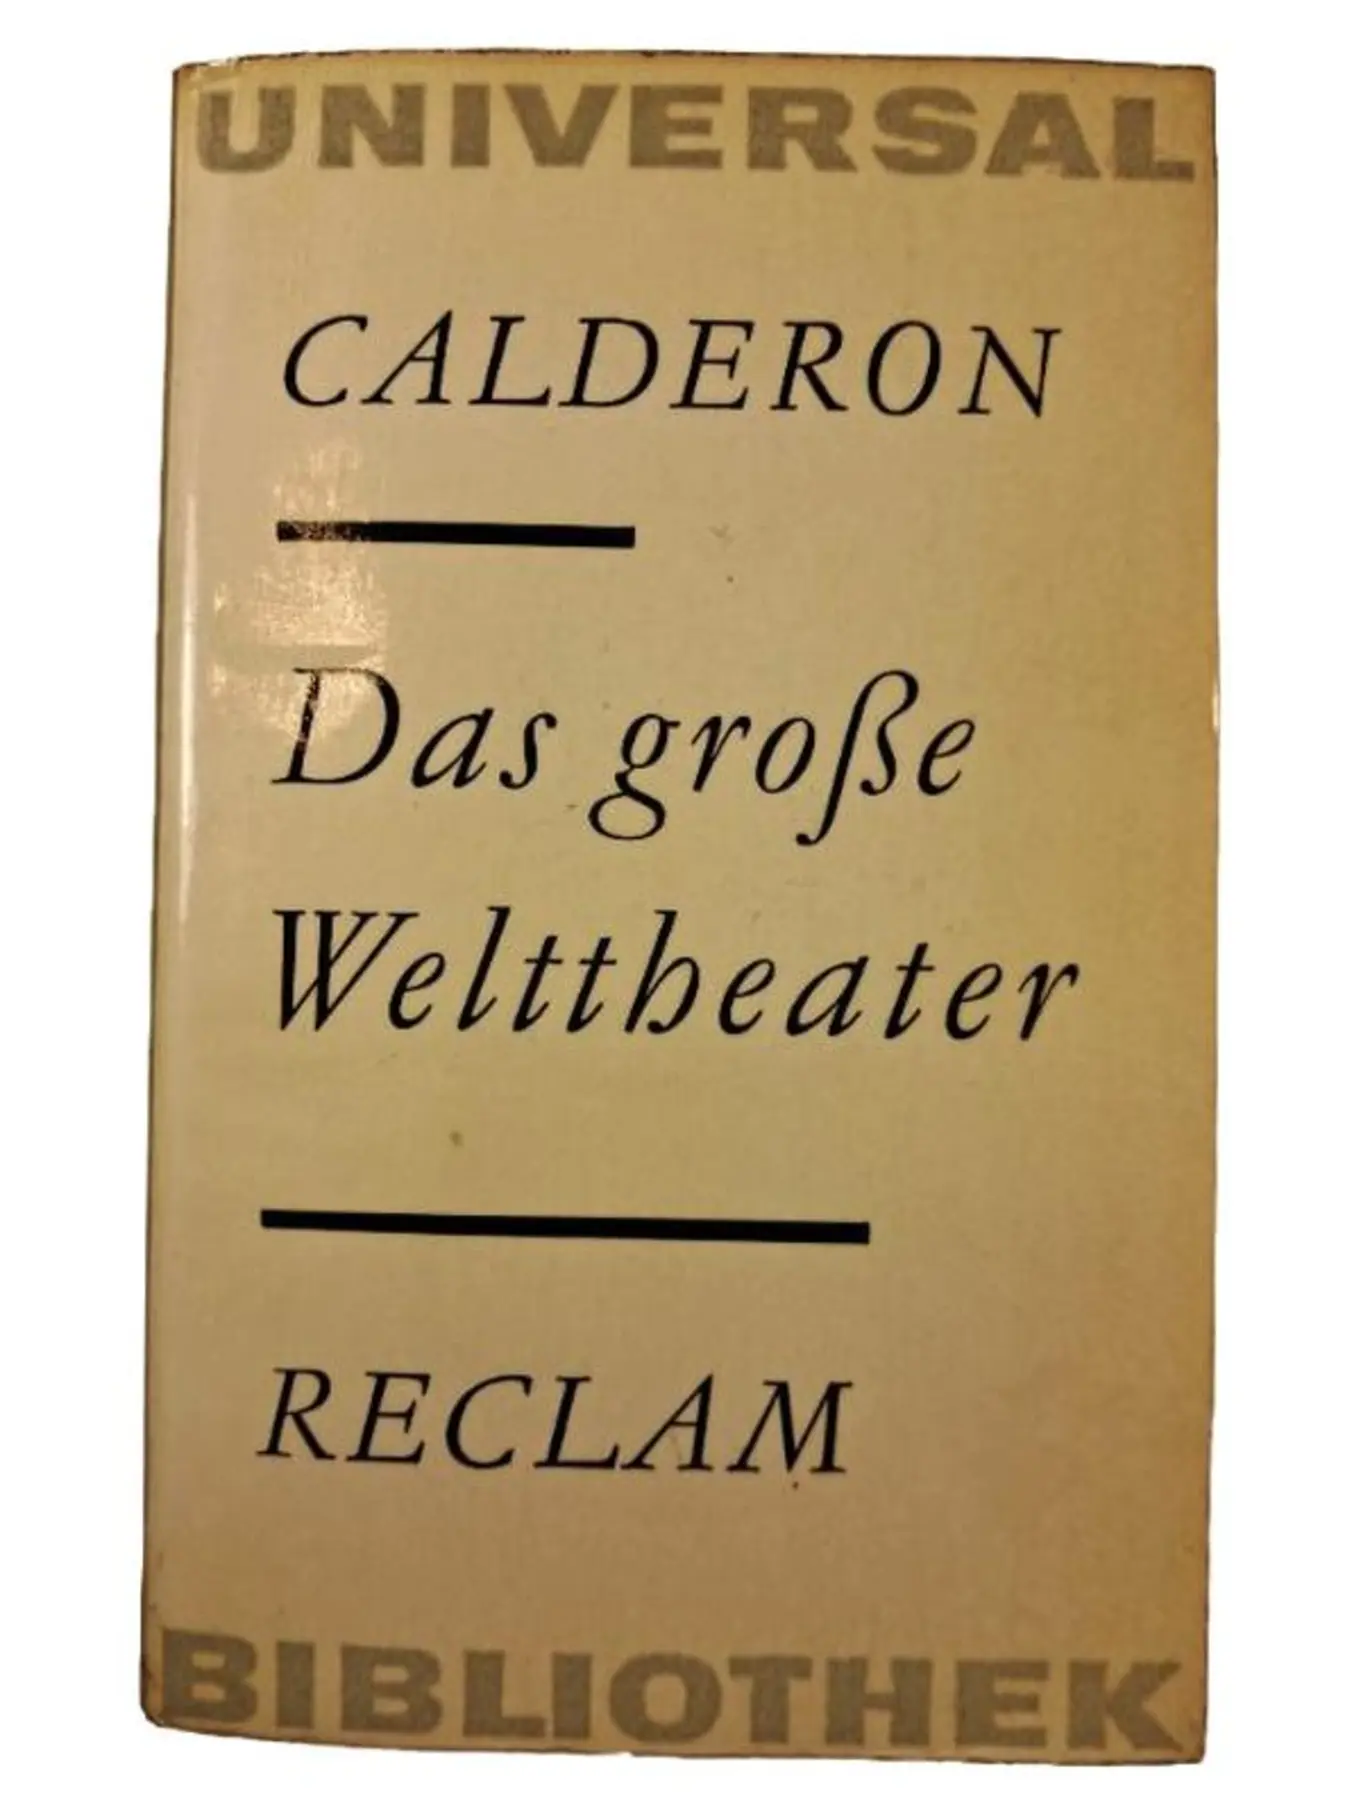 UNIVERSAL
CALDERON
Das große
Welttheater
RECLAM
BIBLIOTHEK